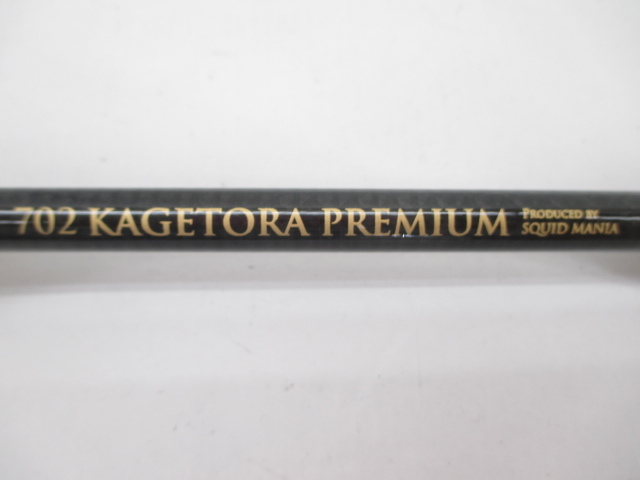 702 KAGETORA PREMIUM
PRODUCED BY
SQUID MANIA